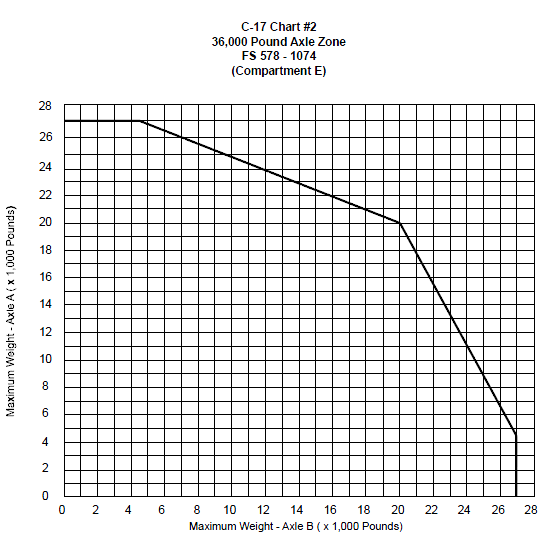 C-17 Chart #2
36,000 Pound Axle Zone
FS 578 - 1074
(Compartment E)
28
26
24
22
20
18
16
14
12
10
8
6
4
2
0
Maximum Weight - Axle A ( x 1,000 Pounds)
0 2 4 6 8 10 12 14 16 18 20 22 24 26 28
Maximum Weight - Axle B ( x 1,000 Pounds)